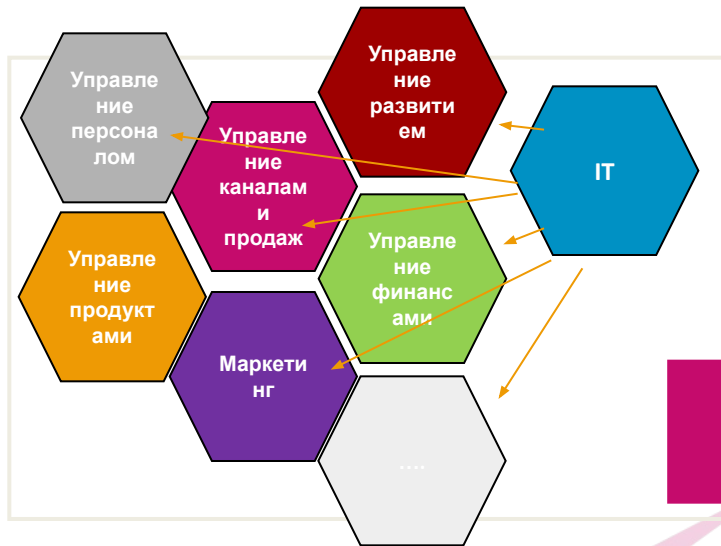 Управле
ние
персона
лом
Управле
ние
каналам
и
продаж
Управле
ние
развити
ем
IT
Управле
ние
продукт
ами
Маркети
нг
Управле
ние
финанс
ами
....